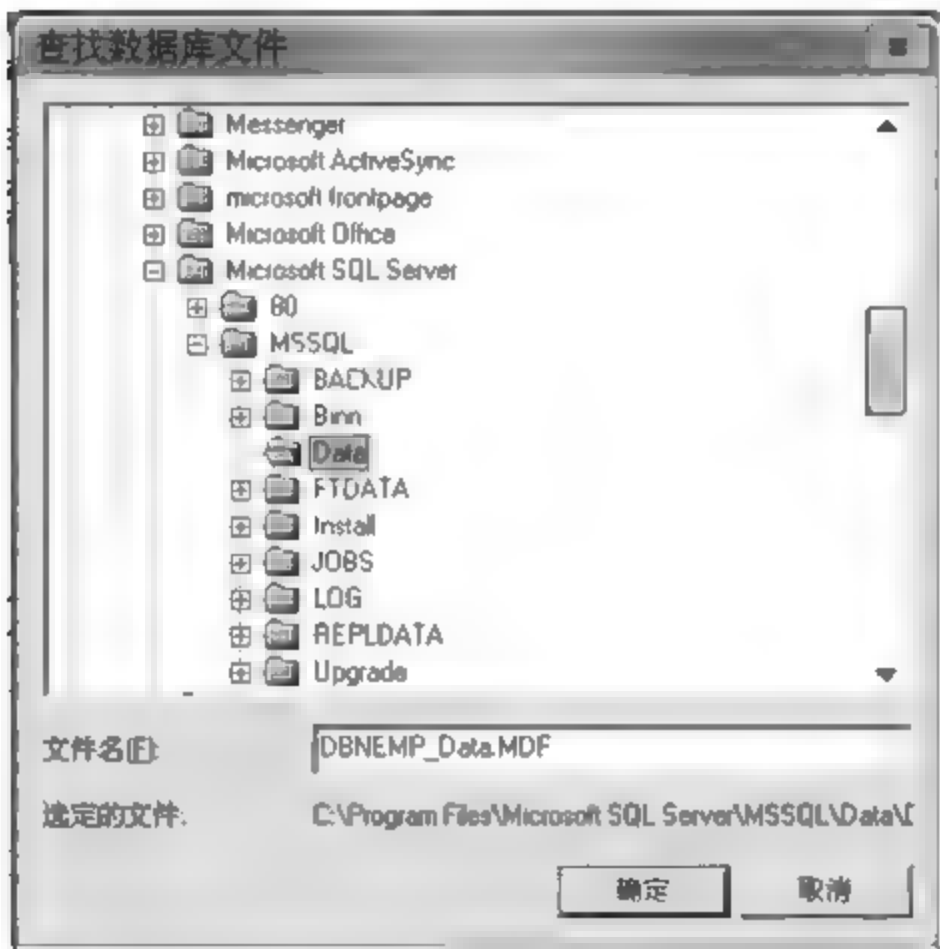 查找数据库文件
Messenger
Microsoft ActiveSync
microsoft frontpage
Microsoft Office
Microsoft SQL Server
80
MSSQL
BACKUP
Binn
Data
FTDATA
Install
JOBS
LOG
REPLDATA
Upgrade
文件名(F):
DBNEMP_Data.MDF
选定的文件:
C:\Program Files\Microsoft SQL Server\MSSQL\Data\D
确定
取消